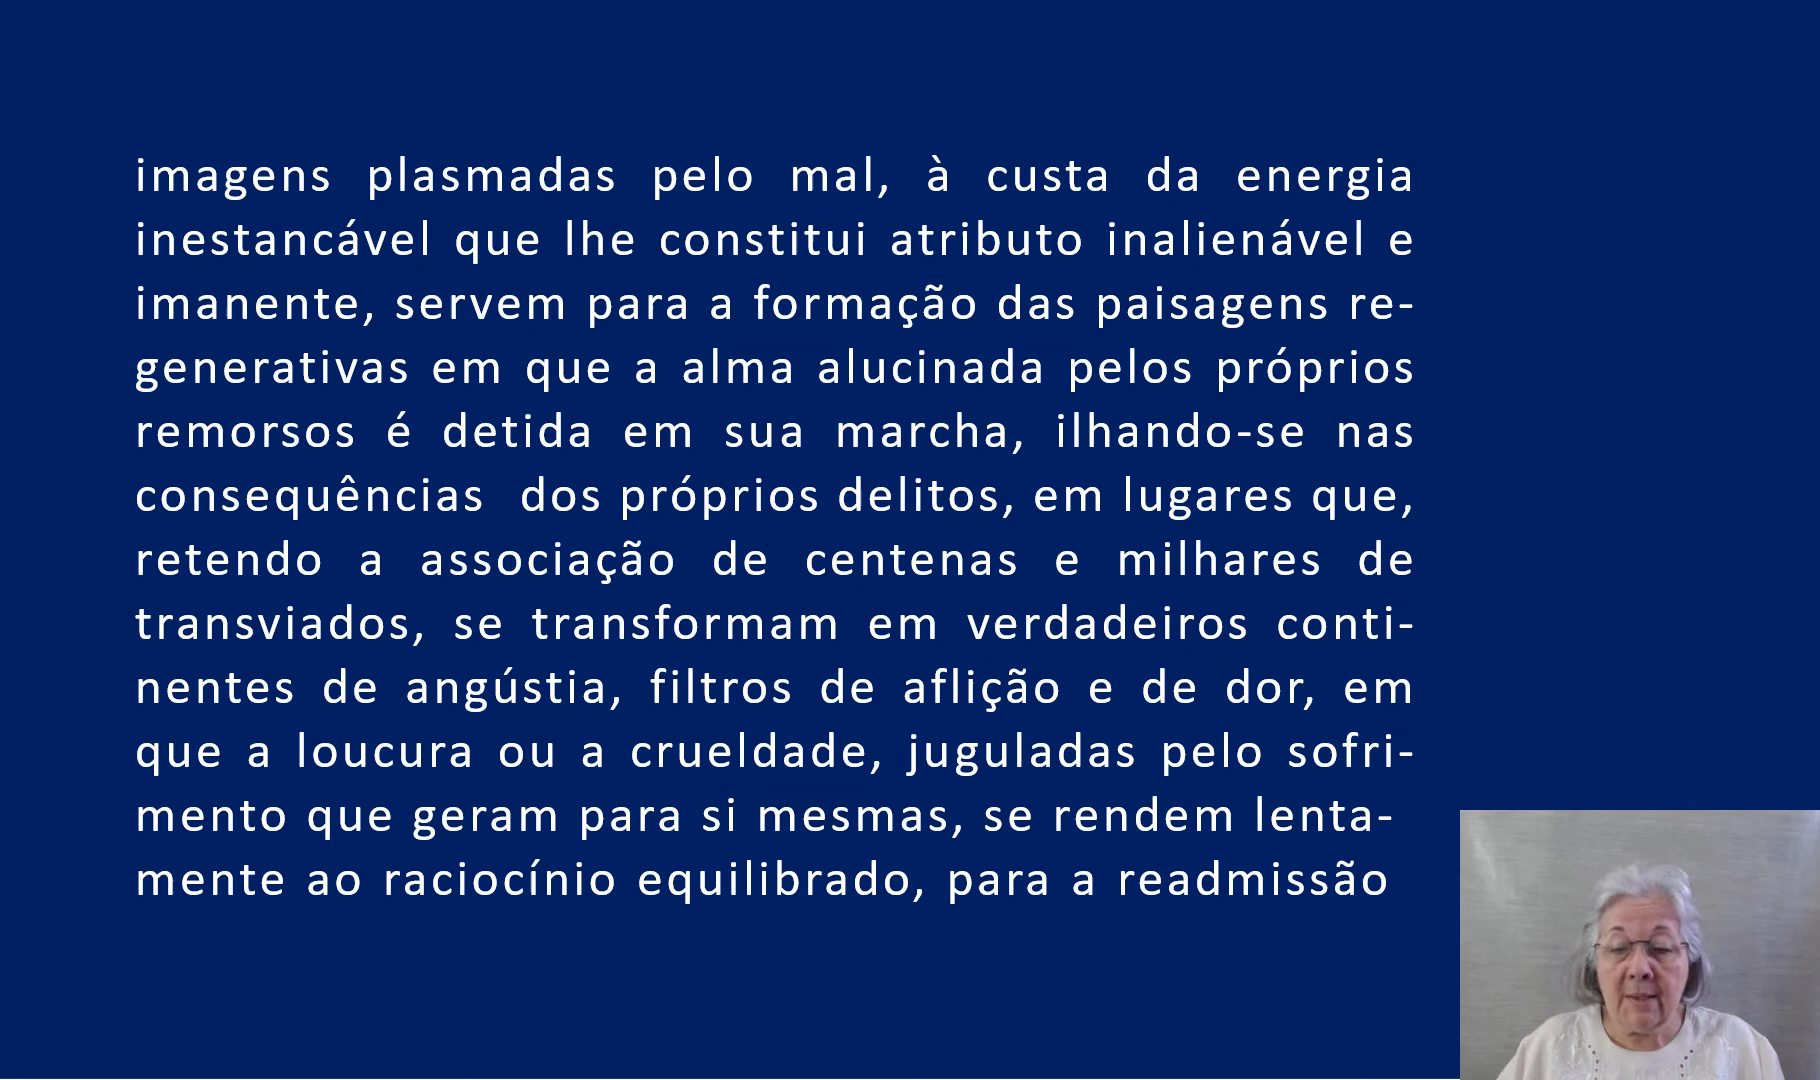 imagens plasmadas pelo mal, à custa da energia
inestancável que lhe constitui atributo inalienável e
imanente, servem para a formação das paisagens re-
generativas em que a alma alucinada pelos próprios
remorsos é detida em sua marcha, ilhando-se nas
consequências dos próprios delitos, em lugares que,
retendo a associação de centenas e milhares de
transviados, se transformam em verdadeiros conti-
nentes de angústia, filtros de aflição e de dor, em
que a loucura ou a crueldade, juguladas pelo sofri-
mento que geram para si mesmas, se rendem lenta-
mente ao raciocínio equilibrado, para a readmissão